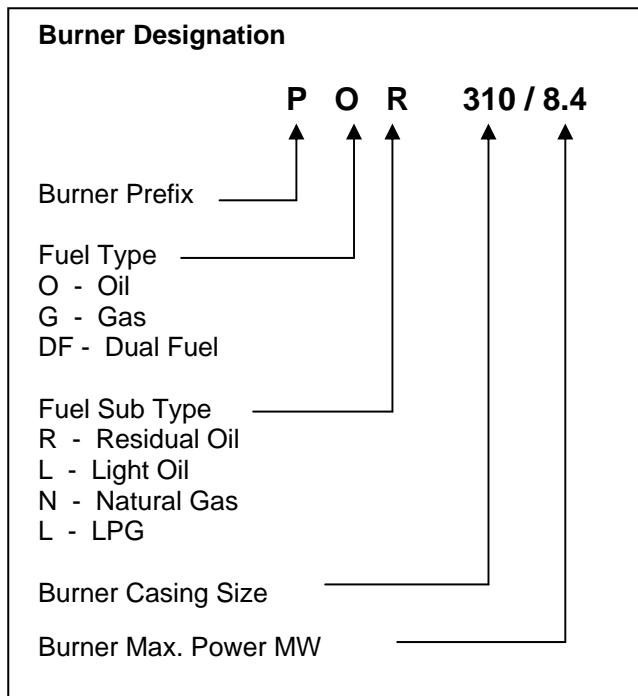 Burner Designation
P O R 310 / 8.4
Burner Prefix
Fuel Type
O - Oil
G - Gas
DF - Dual Fuel
Fuel Sub Type
R - Residual Oil
L - Light Oil
N - Natural Gas
L - LPG
Burner Casing Size
Burner Max. Power MW